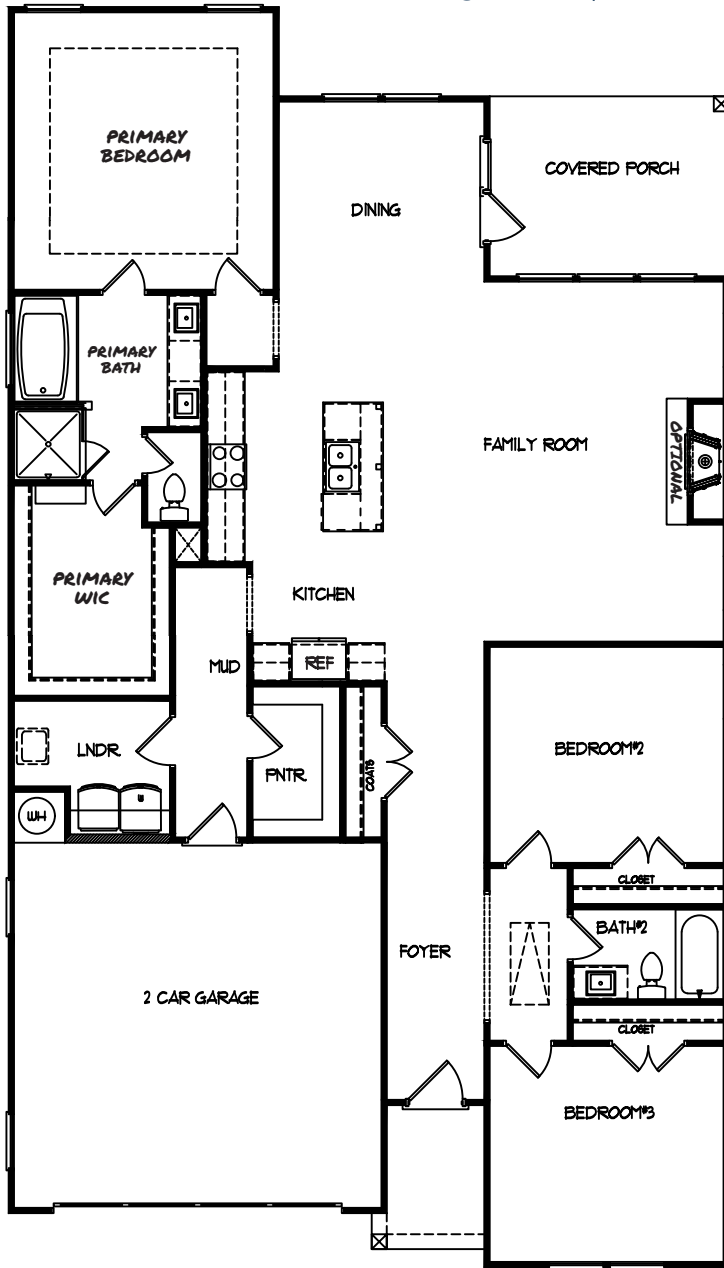 PRIMARY
BEDROOM
COVERED PORCH
DINING
PRIMARY
BATH
FAMILY ROOM
OPTIONAL
PRIMARY
WIC
KITCHEN
MUD
REF
LNDR.
PNTR.
COATS
BEDROOM#2
WH
CLOSET
BATH#2
FOYER
2 CAR GARAGE
CLOSET
BEDROOM#3